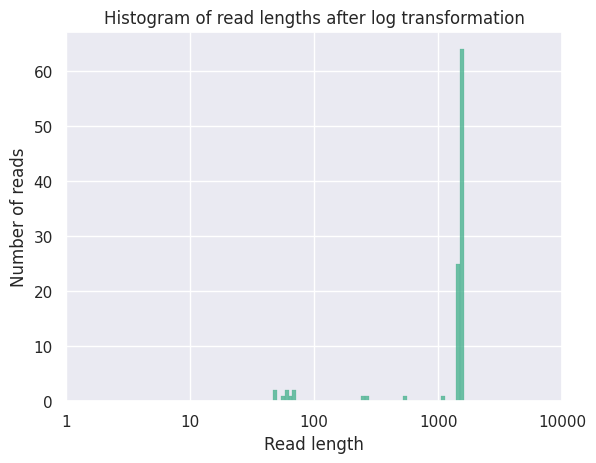 Histogram of read lengths after log transformation
Number of reads
60
50
40
30
20
10
0
1 10 100 1000 10000
Read length